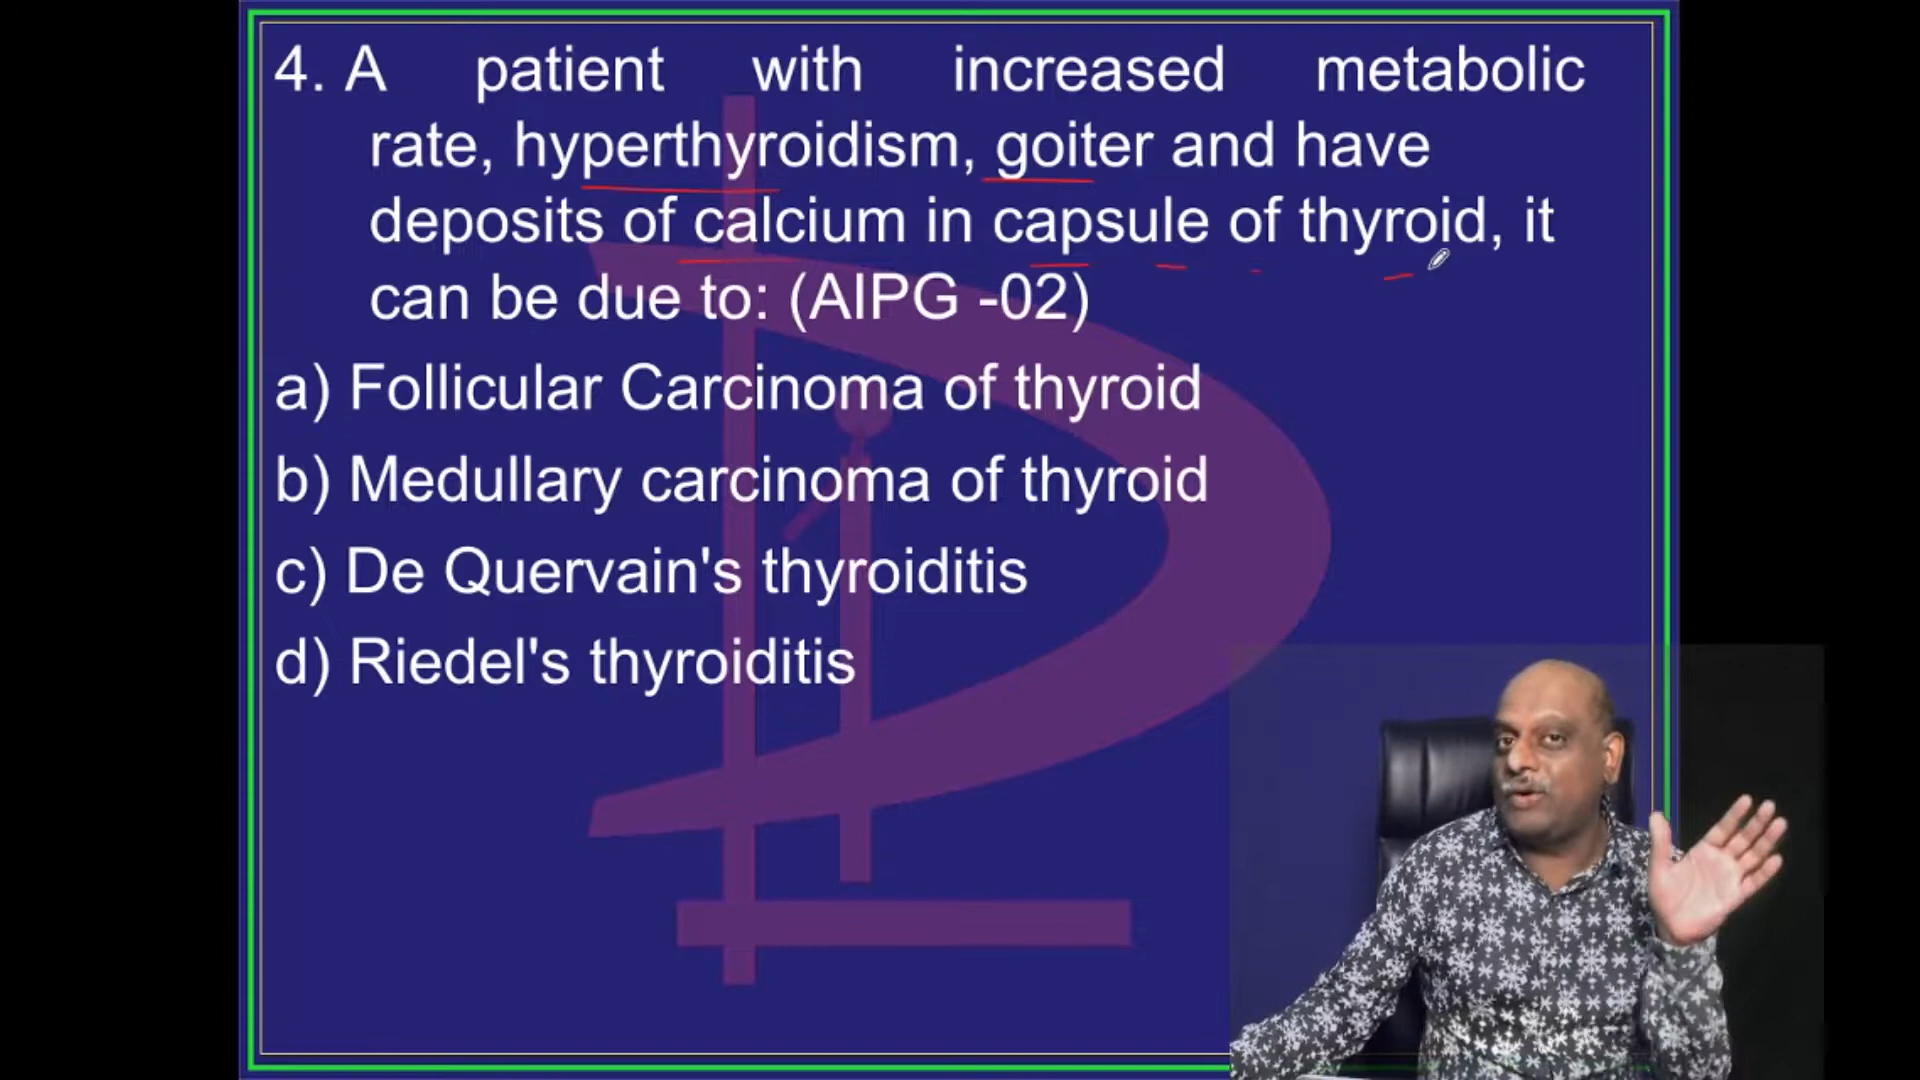 4. A patient with increased metabolic
rate, hyperthyroidism, goiter and have
deposits of calcium in capsule of thyroid, it
can be due to: (AIPG -02)
a) Follicular Carcinoma of thyroid
b) Medullary carcinoma of thyroid
c) De Quervain's thyroiditis
d) Riedel's thyroiditis